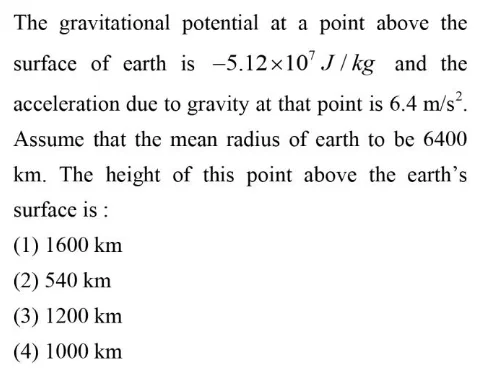 The gravitational potential at a point above the
surface of earth is −5.12×10⁷ J / kg and the
acceleration due to gravity at that point is 6.4 m/s².
Assume that the mean radius of earth to be 6400
km. The height of this point above the earth's
surface is :
(1) 1600 km
(2) 540 km
(3) 1200 km
(4) 1000 km